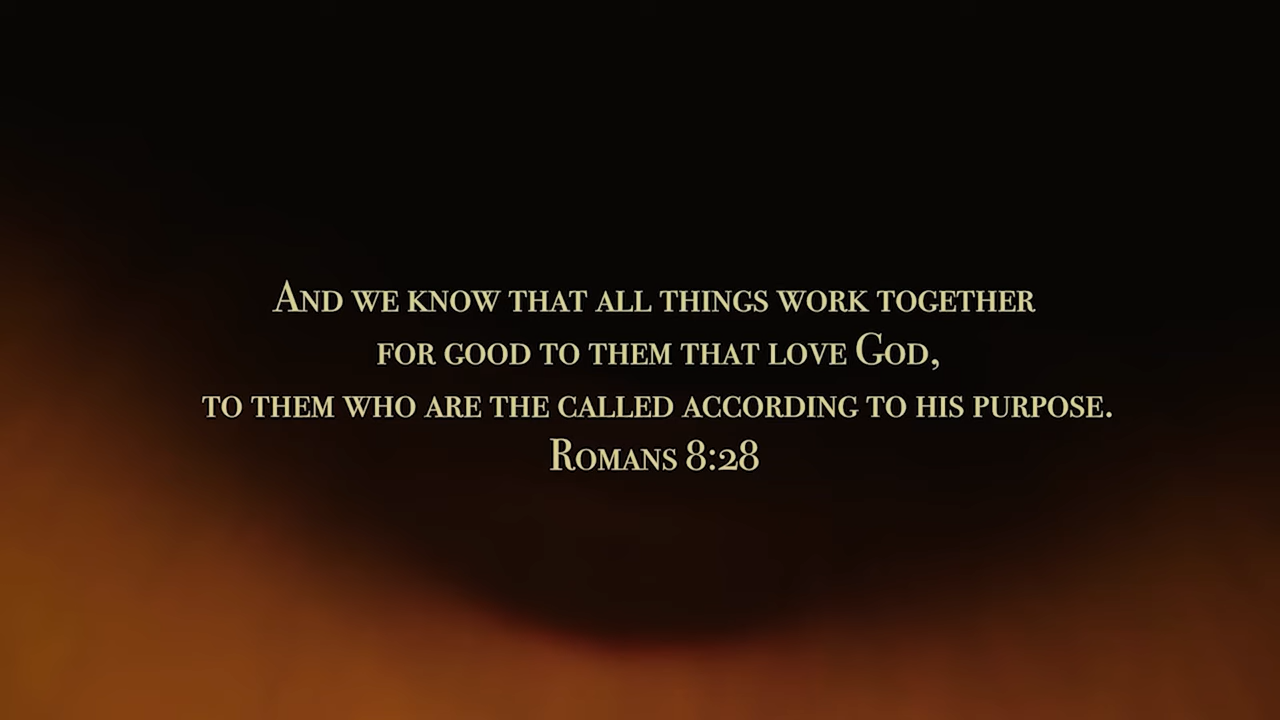 And we know that all things work together
for good to them that love God,
to them who are the called according to his purpose.
Romans 8:28